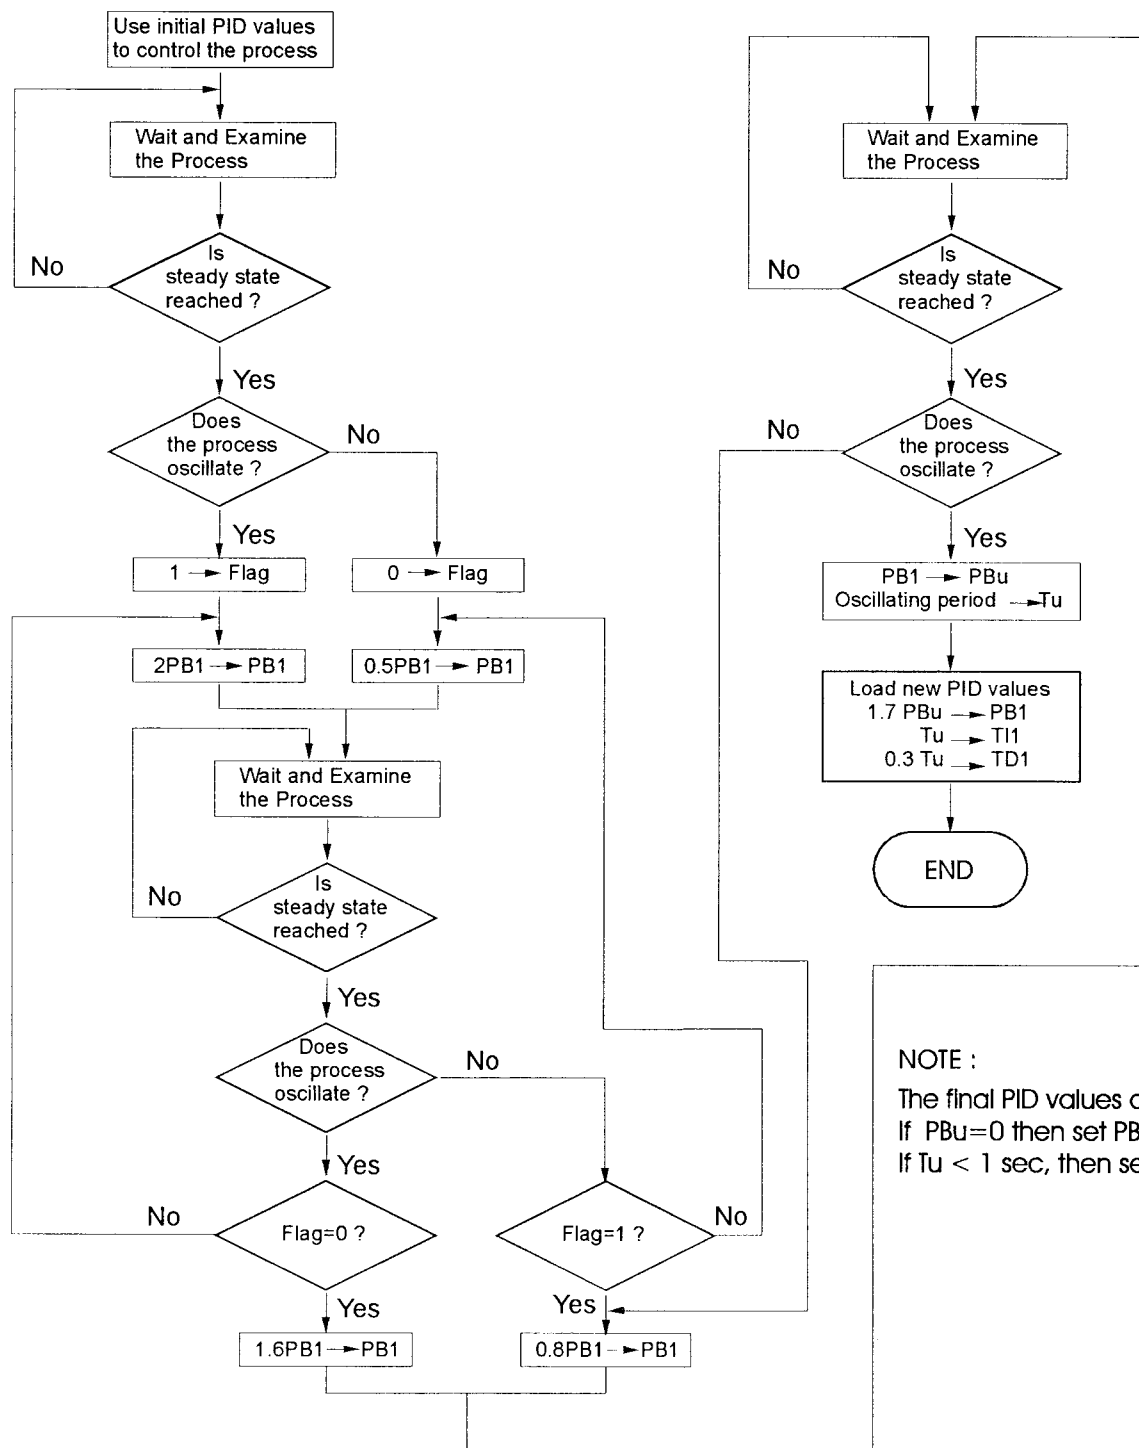 Use initial PID values
to control the process
Wait and Examine
the Process
Is
steady state
reached ?
No
Yes
Does
the process
oscillate ?
No
Yes
1 → Flag
0 → Flag
2PB1 → PB1
0.5PB1 → PB1
Wait and Examine
the Process
Is
steady state
reached ?
No
Yes
Does
the process
oscillate ?
No
Yes
Flag=0 ?
No
Yes
Flag=1 ?
No
Yes
1.6PB1 → PB1
0.8PB1 → PB1
Wait and Examine
the Process
Is
steady state
reached ?
No
Yes
Does
the process
oscillate ?
No
Yes
PB1 → PBu
Oscillating period → Tu
Load new PID values
1.7 PBu → PB1
Tu → TI1
0.3 Tu → TD1
END
NOTE :
The final PID values
If PBu=0 then set
If Tu < 1 sec, then